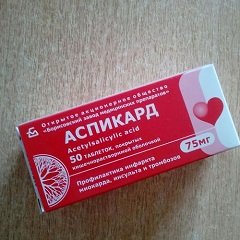 Открытое акционерное общество
«Борисовский завод медицинских препаратов»
АСПИКАРД
Acetylsalicylic acid
50 таблеток, покрытых
кишечнорастворимой оболочкой
75мг
Профилактика инфаркта
миокарда, инсульта и тромбозов